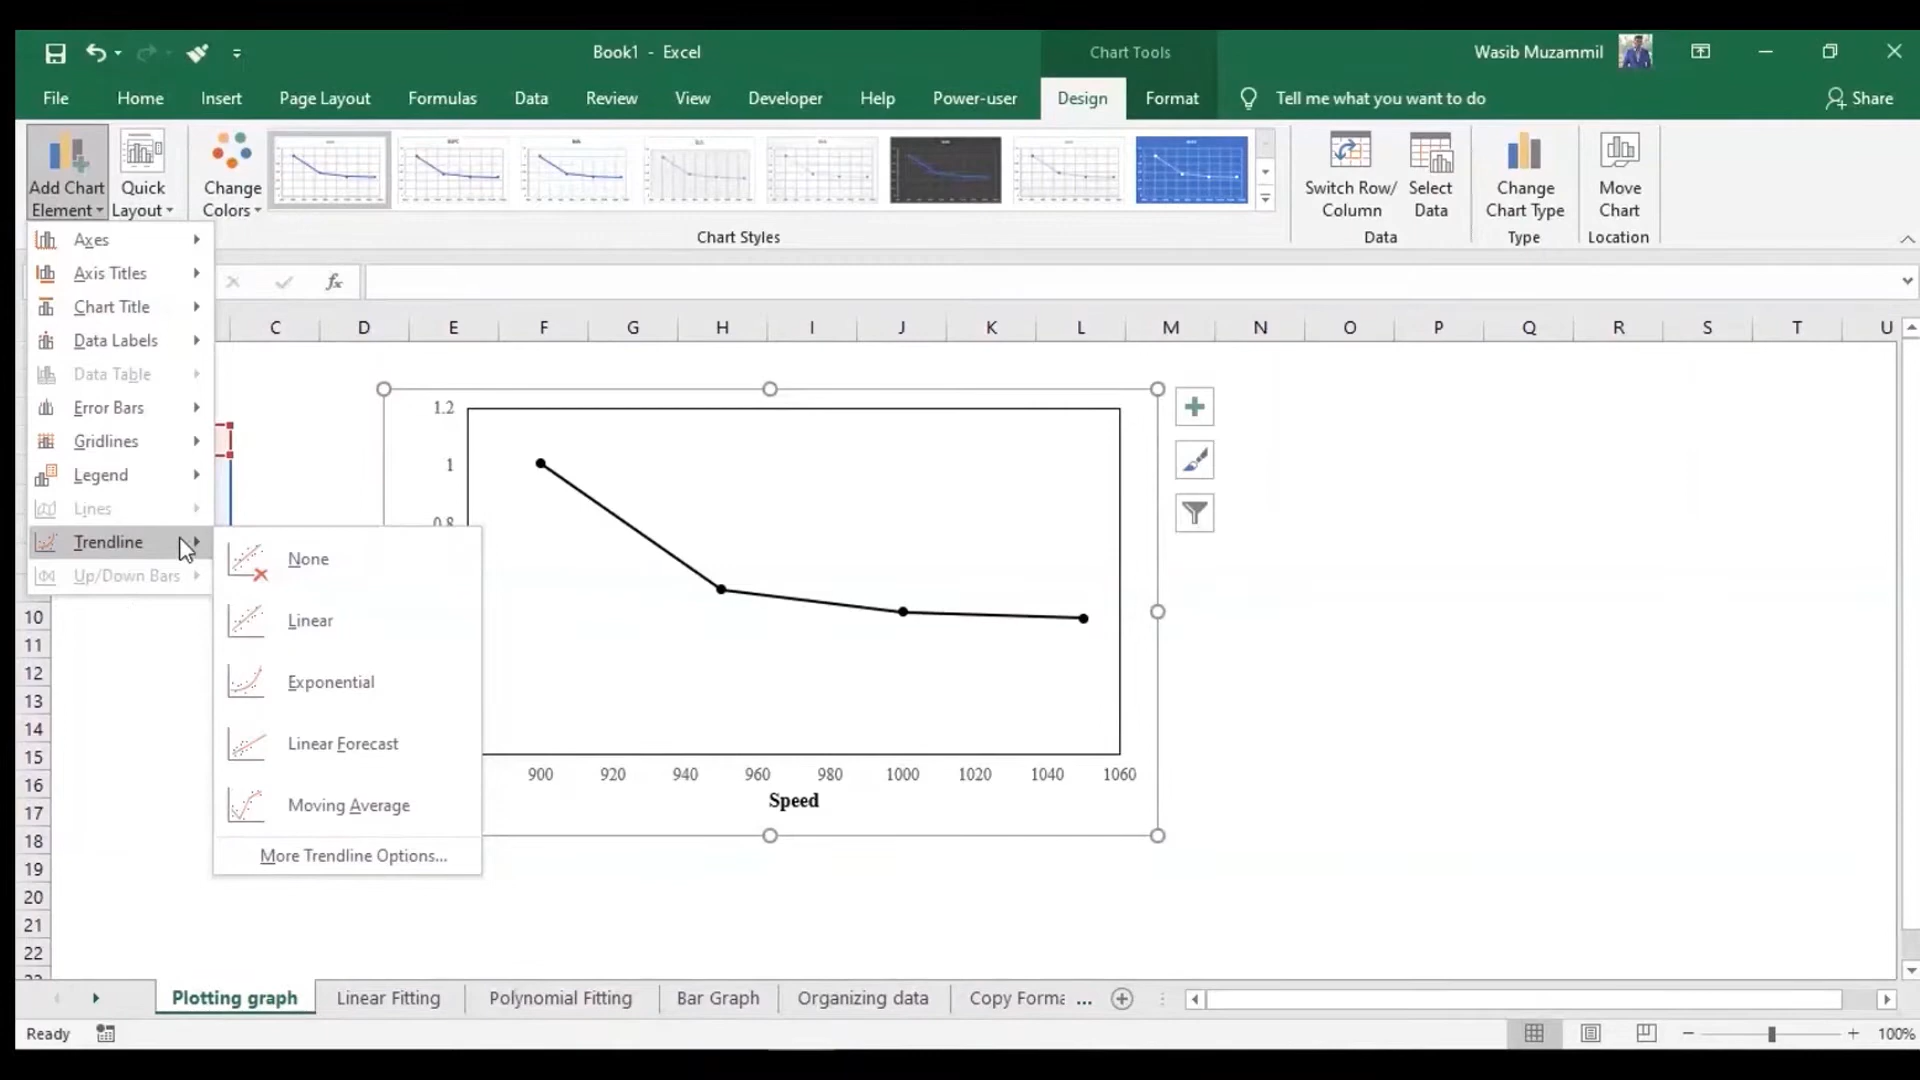 Book1 - Excel
Chart Tools
Wasib Muzammil
File
Home
Insert
Page Layout
Formulas
Data
Review
View
Developer
Help
Power-user
Design
Format
Tell me what you want to do
Share
Add Chart
Element
Quick
Layout
Change
Colors
Switch Row/
Column
Select
Data
Change
Chart Type
Move
Chart
Chart Styles
Data
Type
Location
Axes
Axis Titles
Chart Title
Data Labels
Data Table
Error Bars
Gridlines
Legend
Lines
Trendline
Up/Down Bars
None
Linear
Exponential
Linear Forecast
Moving Average
More Trendline Options...
fx
C D E F G H I J K L M N O P Q R S T U
1.2
1
0.8
900 920 940 960 980 1000 1020 1040 1060
Speed
10
11
12
13
14
15
16
17
18
19
20
21
22
Plotting graph
Linear Fitting
Polynomial Fitting
Bar Graph
Organizing data
Copy Forma ...
Ready
100%